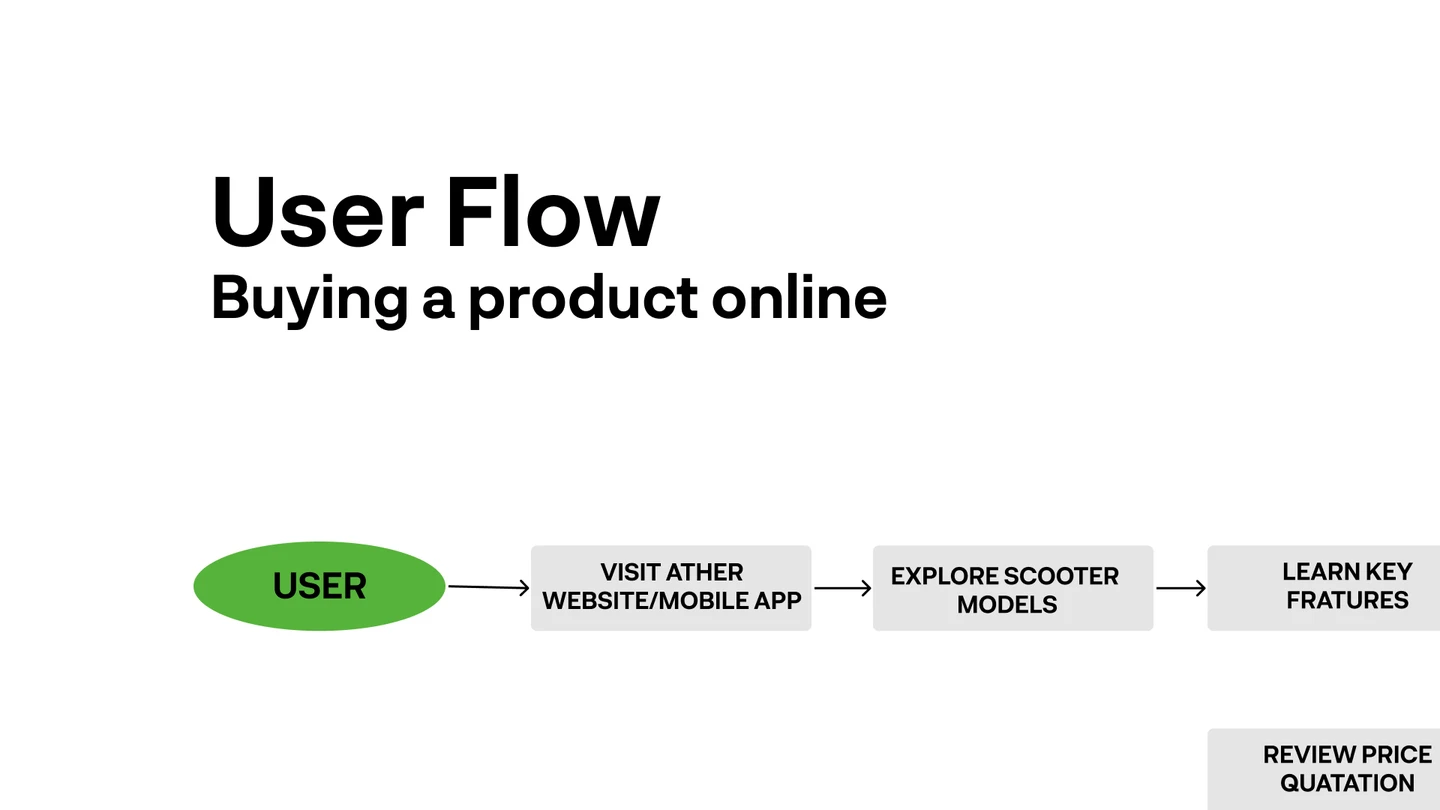 User Flow
Buying a product online
USER
VISIT ATHER
WEBSITE/MOBILE APP
EXPLORE SCOOTER
MODELS
LEARN KEY
FRATURES
REVIEW PRICE
QUATATION